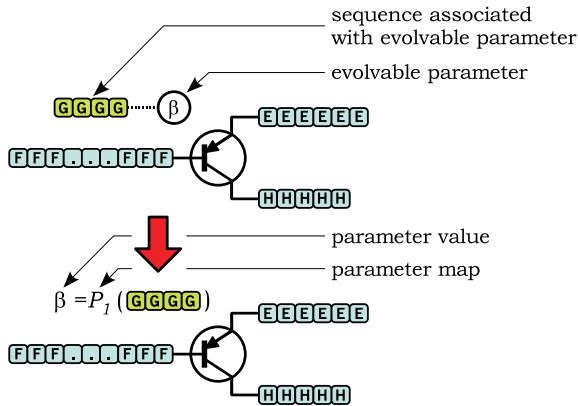 sequence associated
with evolvable parameter
evolvable parameter
GGGG β
EEEEEE
FFF...FFF
HHHHH
parameter value
parameter map
β =P1(GGGG)
EEEEEE
FFF...FFF
HHHHH